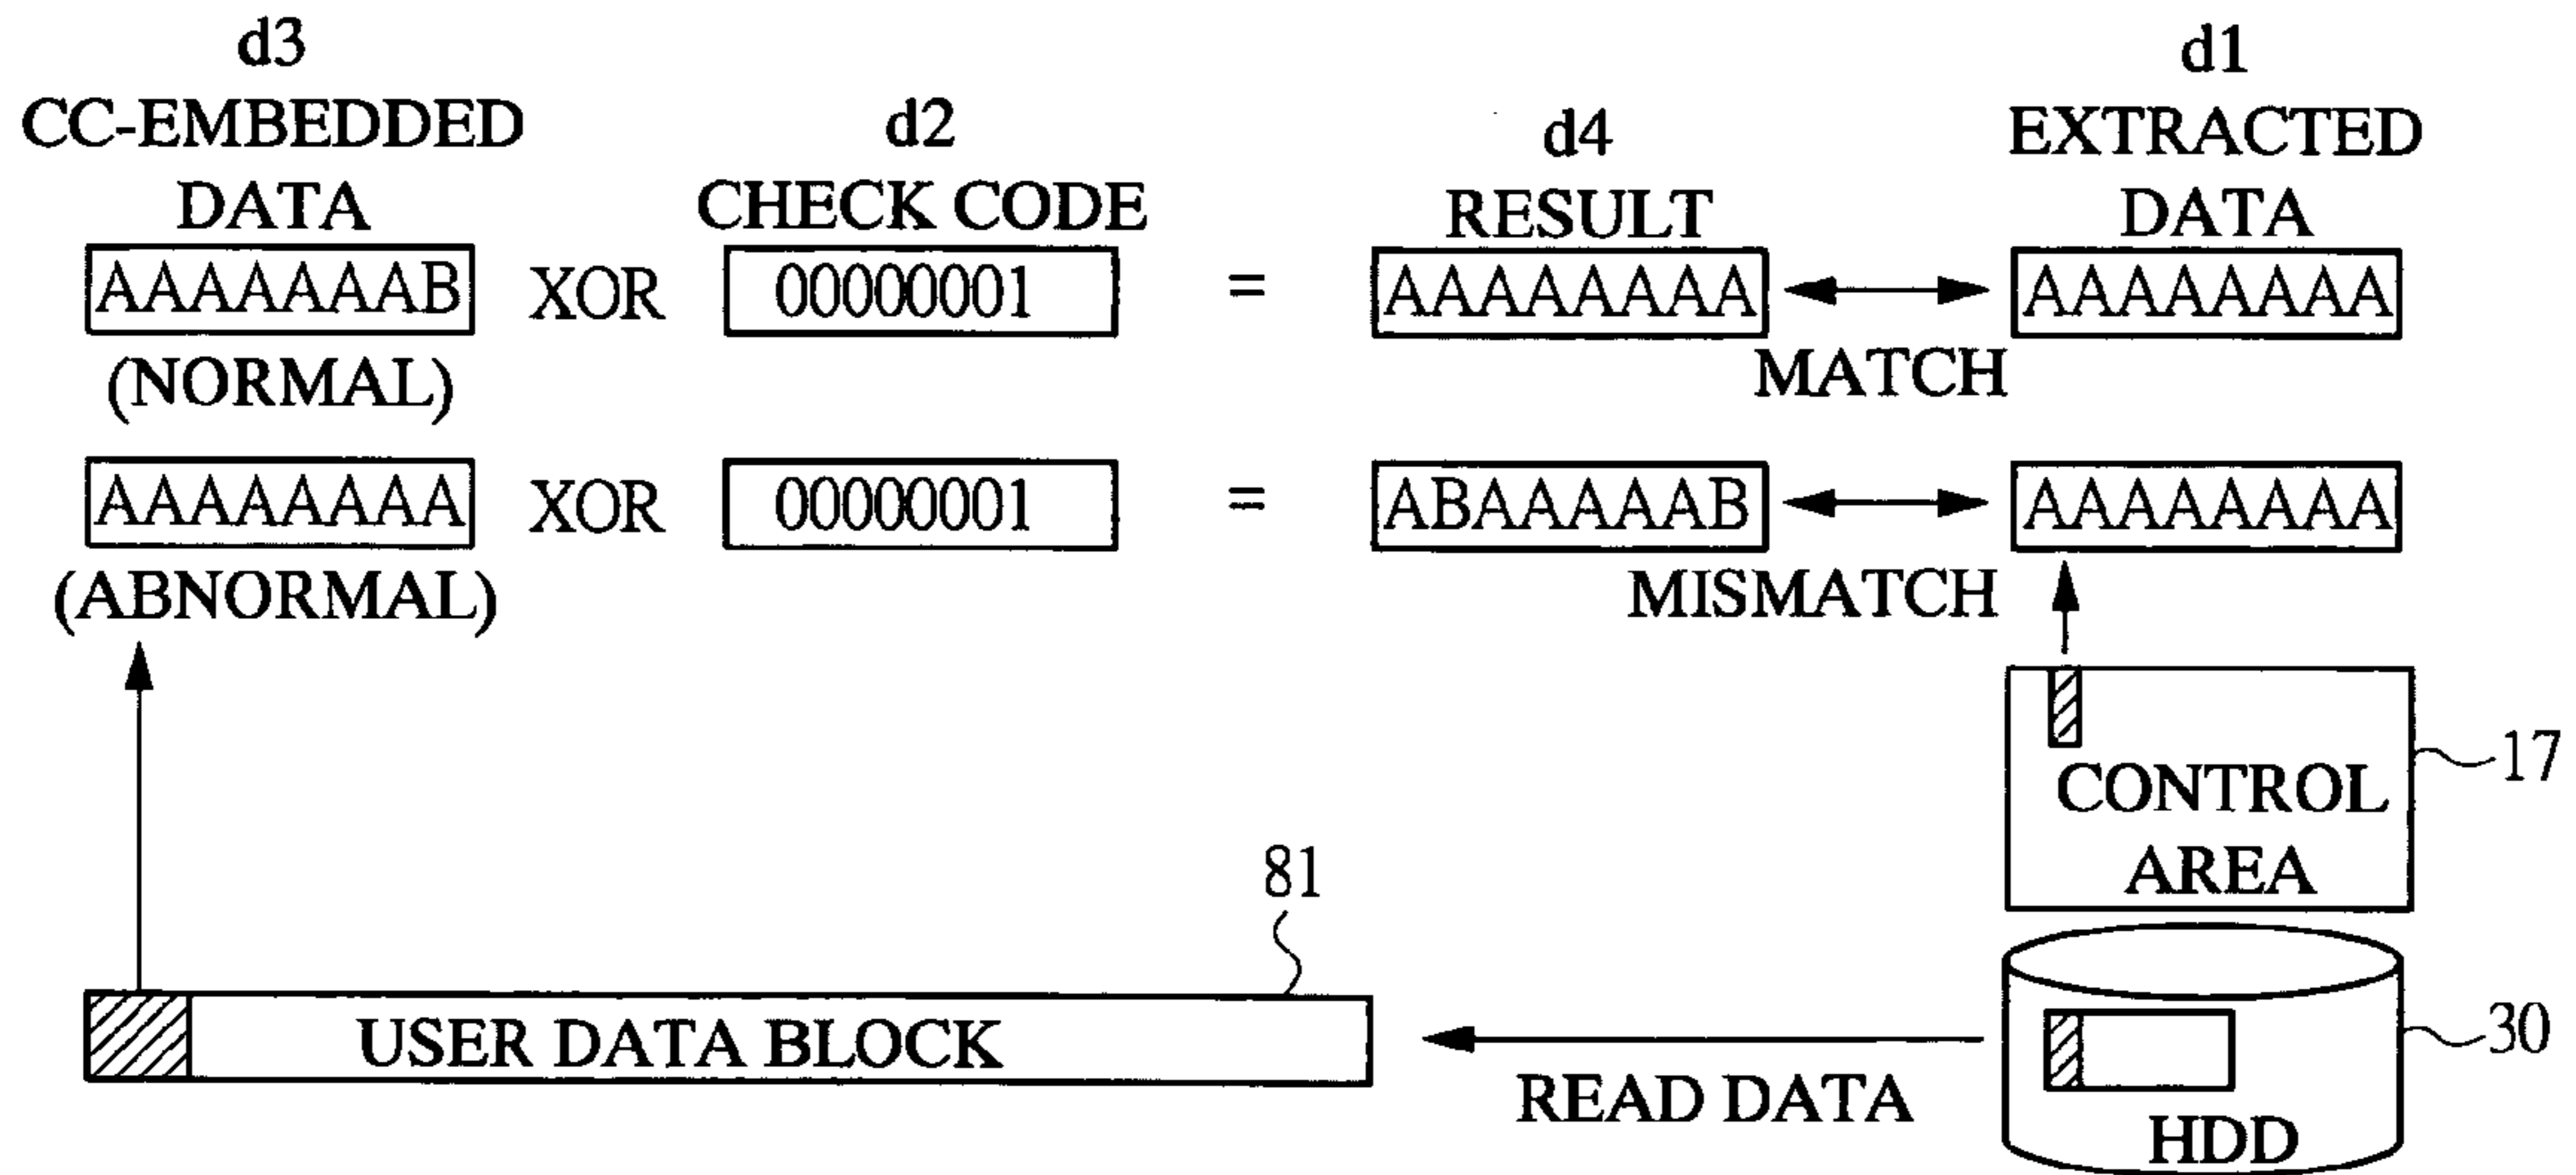 d3
CC-EMBEDDED
DATA
d2
CHECK CODE
d4
RESULT
d1
EXTRACTED
DATA
AAAAAAAB XOR 00000001 = AAAAAAAA AAAAAAAA
(NORMAL)
MATCH
AAAAAAAA XOR 00000001 = ABAAAAAB AAAAAAAA
(ABNORMAL)
MISMATCH
CONTROL
AREA
17
81
USER DATA BLOCK
READ DATA
30
HDD